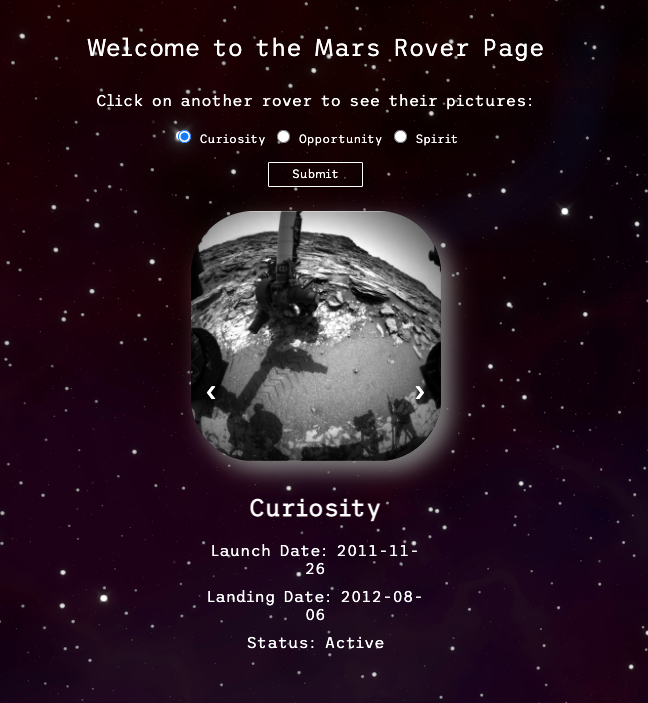 Welcome to the Mars Rover Page
Click on another rover to see their pictures:
Curiosity Opportunity Spirit
Submit
‹ ›
Curiosity
Launch Date: 2011-11-
26
Landing Date: 2012-08-
06
Status: Active